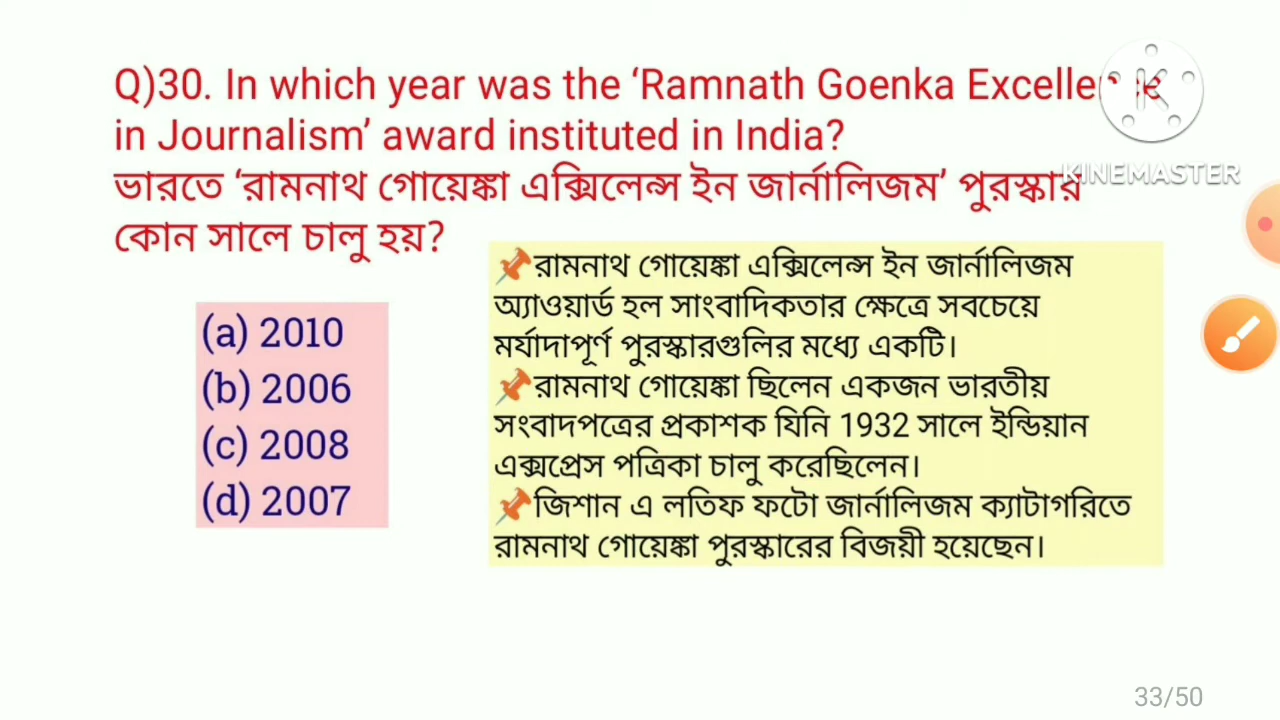 Q)30. In which year was the ‘Ramnath Goenka Excellence
in Journalism’ award instituted in India?
ভারতে ‘রামনাথ গোয়েঙ্কা এক্সিলেন্স ইন জার্নালিজম’ পুরস্কার
কোন সালে চালু হয়?
(a) 2010
(b) 2006
(c) 2008
(d) 2007
📌রামনাথ গোয়েঙ্কা এক্সিলেন্স ইন জার্নালিজম
অ্যাওয়ার্ড হল সাংবাদিকতার ক্ষেত্রে সবচেয়ে
মর্যাদাপূর্ণ পুরস্কারগুলির মধ্যে একটি।
📌রামনাথ গোয়েঙ্কা ছিলেন একজন ভারতীয়
সংবাদপত্রের প্রকাশক যিনি 1932 সালে ইন্ডিয়ান
এক্সপ্রেস পত্রিকা চালু করেছিলেন।
📌জিশান এ লতিফ ফটো জার্নালিজম ক্যাটাগরিতে
রামনাথ গোয়েঙ্কা পুরস্কারের বিজয়ী হয়েছেন।
K
KINEMASTER
33/50